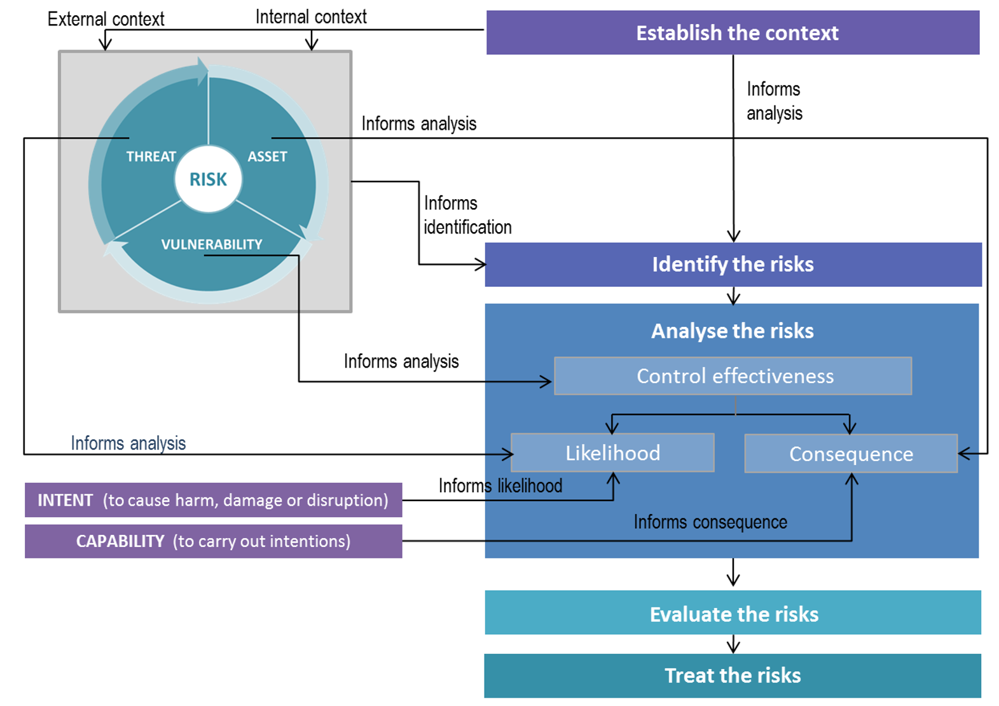 External context
Internal context
Establish the context
Informs
analysis
Informs analysis
THREAT
ASSET
RISK
Informs
identification
VULNERABILITY
Identify the risks
Analyse the risks
Informs analysis
Control effectiveness
Informs analysis
Likelihood
Consequence
Informs likelihood
INTENT (to cause harm, damage or disruption)
Informs consequence
CAPABILITY (to carry out intentions)
Evaluate the risks
Treat the risks